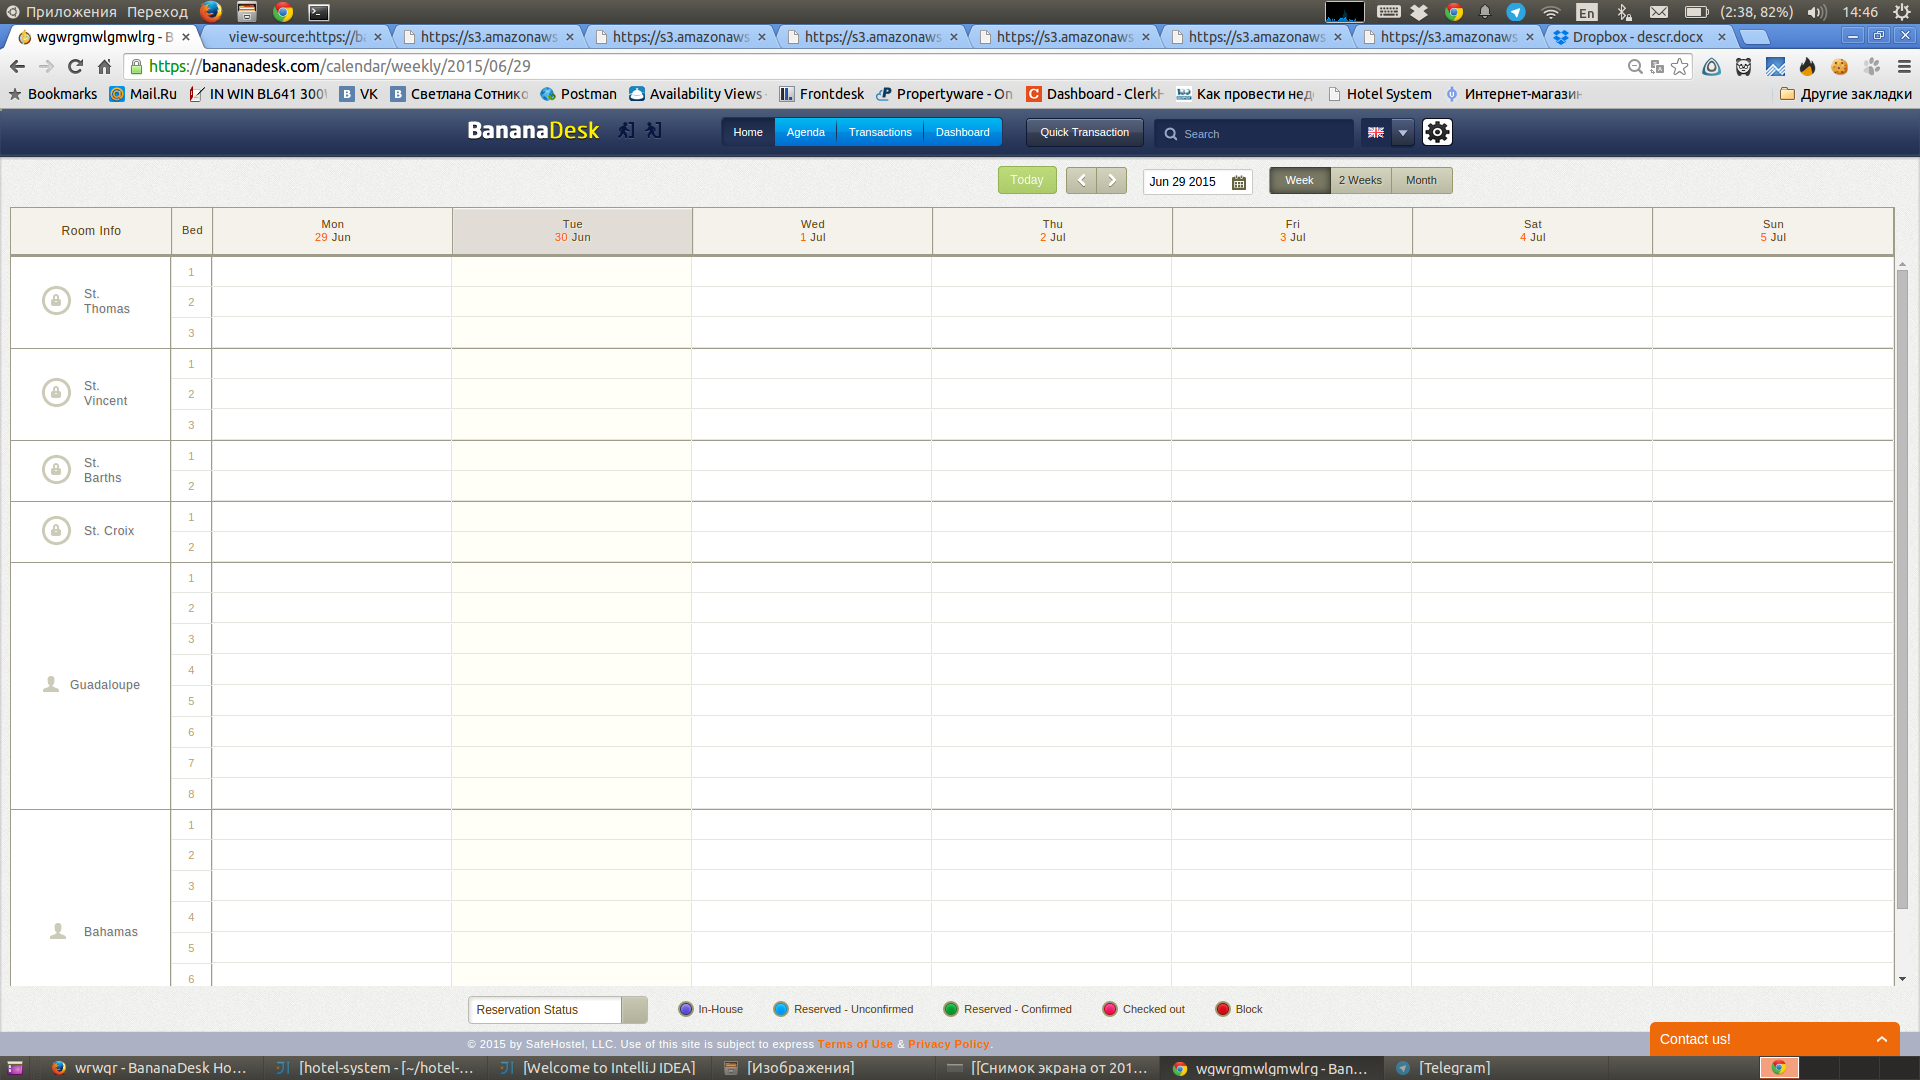 Приложения Переход En (2:38, 82%) 14:46
wgwrgmwlgmwlrg - B view-source:https://ba https://s3.amazonaws https://s3.amazonaws https://s3.amazonaws https://s3.amazonaws https://s3.amazonaws https://s3.amazonaws Dropbox - descr.docx
https://bananadesk.com/calendar/weekly/2015/06/29
Bookmarks Mail.Ru IN WIN BL641 300 VK Светлана Сотнико Postman Availability Views Frontdesk Propertyware - On Dashboard - Clerk Как провести нед Hotel System Интернет-магазин Другие закладки
BananaDesk Home Agenda Transactions Dashboard Quick Transaction Search
Today Jun 29 2015 Week 2 Weeks Month
Room Info Bed Mon Tue Wed Thu Fri Sat Sun
29 Jun 30 Jun 1 Jul 2 Jul 3 Jul 4 Jul 5 Jul
St. Thomas
1
2
3
St. Vincent
1
2
3
St. Barths
1
2
St. Croix
1
2
Guadaloupe
1
2
3
4
5
6
7
8
Bahamas
1
2
3
4
5
6
Reservation Status In-House Reserved - Unconfirmed Reserved - Confirmed Checked out Block
© 2015 by SafeHostel, LLC. Use of this site is subject to express Terms of Use & Privacy Policy.
Contact us!
wrwqr - BananaDesk Ho... [hotel-system - [~/hotel-... [Welcome to IntelliJ IDEA] [Изображения] [[Снимок экрана от 201... wgwrgmwlgmwlrg - Ban... [Telegram]